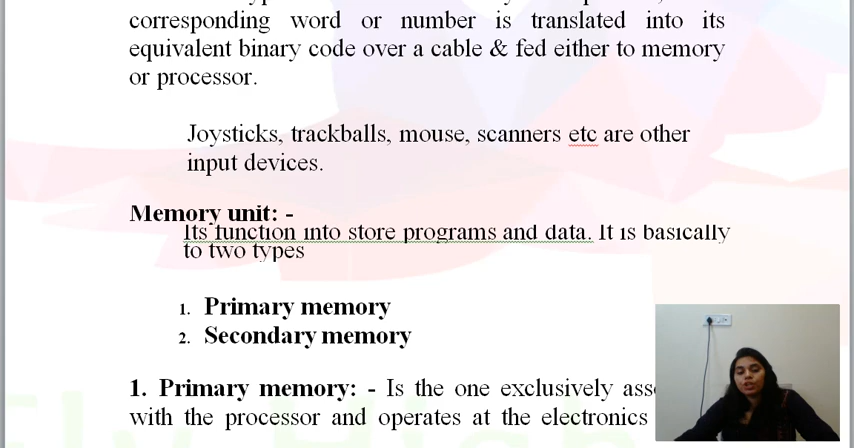 corresponding word or number is translated into its
equivalent binary code over a cable & fed either to memory
or processor.
Joysticks, trackballs, mouse, scanners etc are other
input devices.
Memory unit: -
Its function into store programs and data. It is basically
to two types
1. Primary memory
2. Secondary memory
1. Primary memory: - Is the one exclusively
with the processor and operates at the electronics